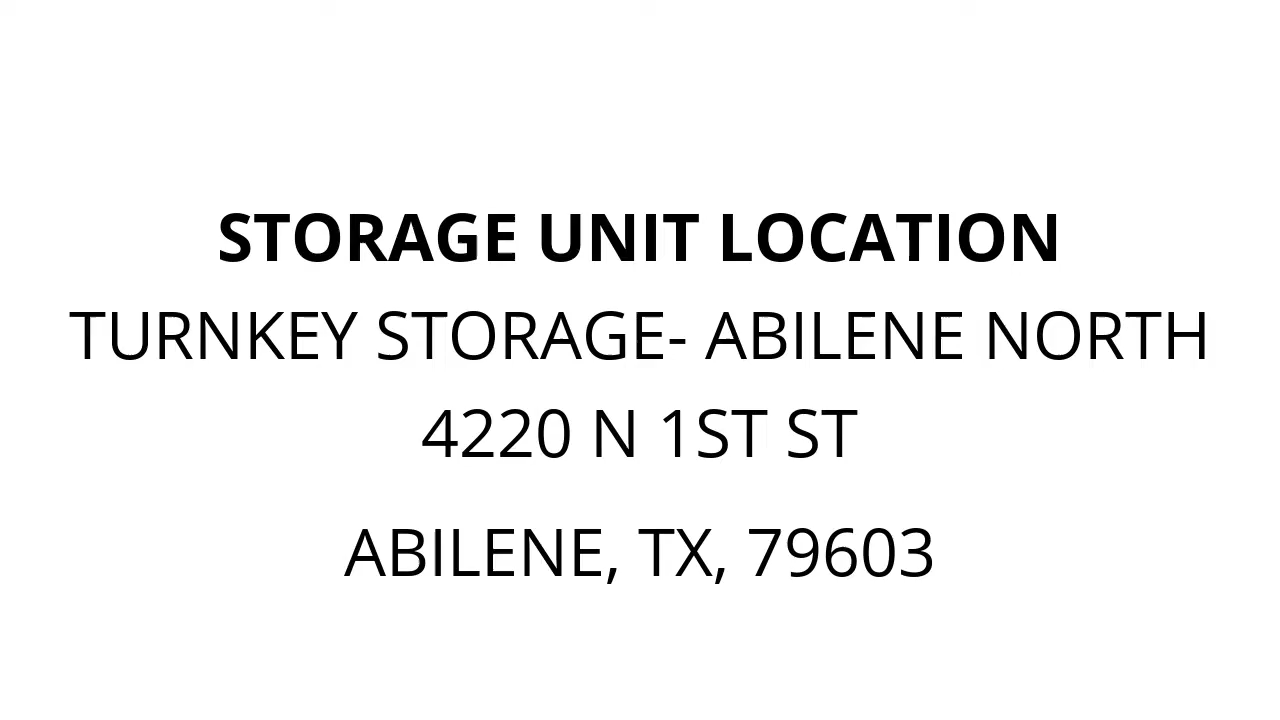 STORAGE UNIT LOCATION
TURNKEY STORAGE- ABILENE NORTH
4220 N 1ST ST
ABILENE, TX, 79603